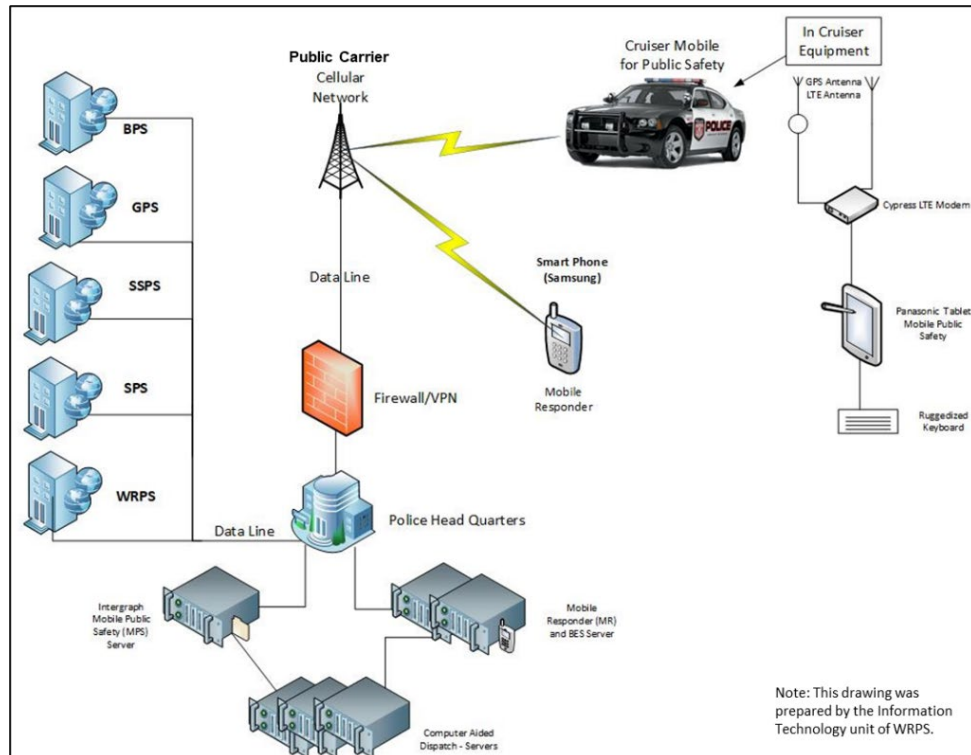 Public Carrier
Cellular
Network
Cruiser Mobile
for Public Safety
In Cruiser
Equipment
GPS Antenna
LTE Antenna
POLICE
BPS
GPS
SSPS
SPS
WRPS
Cypress LTE Modem
Smart Phone
(Samsung)
Data Line
Panasonic Tablet
Mobile Public
Safety
Mobile
Responder
Firewall/VPN
Ruggedized
Keyboard
Data Line
Police Head Quarters
Intergraph
Mobile Public
Safety (MPS)
Server
Mobile
Responder (MR)
and BES Server
Computer Aided
Dispatch - Servers
Note: This drawing was
prepared by the Information
Technology unit of WRPS.